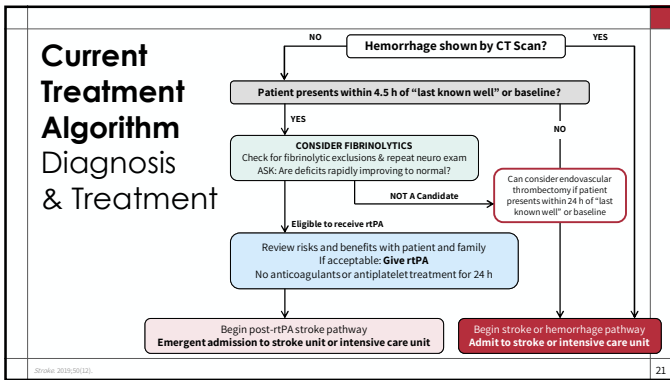 Current
Treatment
Algorithm
Diagnosis
& Treatment
NO
Hemorrhage shown by CT Scan?
YES
Patient presents within 4.5 h of “last known well” or baseline?
YES
NO
CONSIDER FIBRINOLYTICS
Check for fibrinolytic exclusions & repeat neuro exam
ASK: Are deficits rapidly improving to normal?
NOT A Candidate
Can consider endovascular
thrombectomy if patient
presents within 24 h of “last
known well” or baseline
Eligible to receive rtPA
Review risks and benefits with patient and family
If acceptable: Give rtPA
No anticoagulants or antiplatelet treatment for 24 h
Begin post-rtPA stroke pathway
Emergent admission to stroke unit or intensive care unit
Begin stroke or hemorrhage pathway
Admit to stroke or intensive care unit
Stroke. 2019;50(12).
21